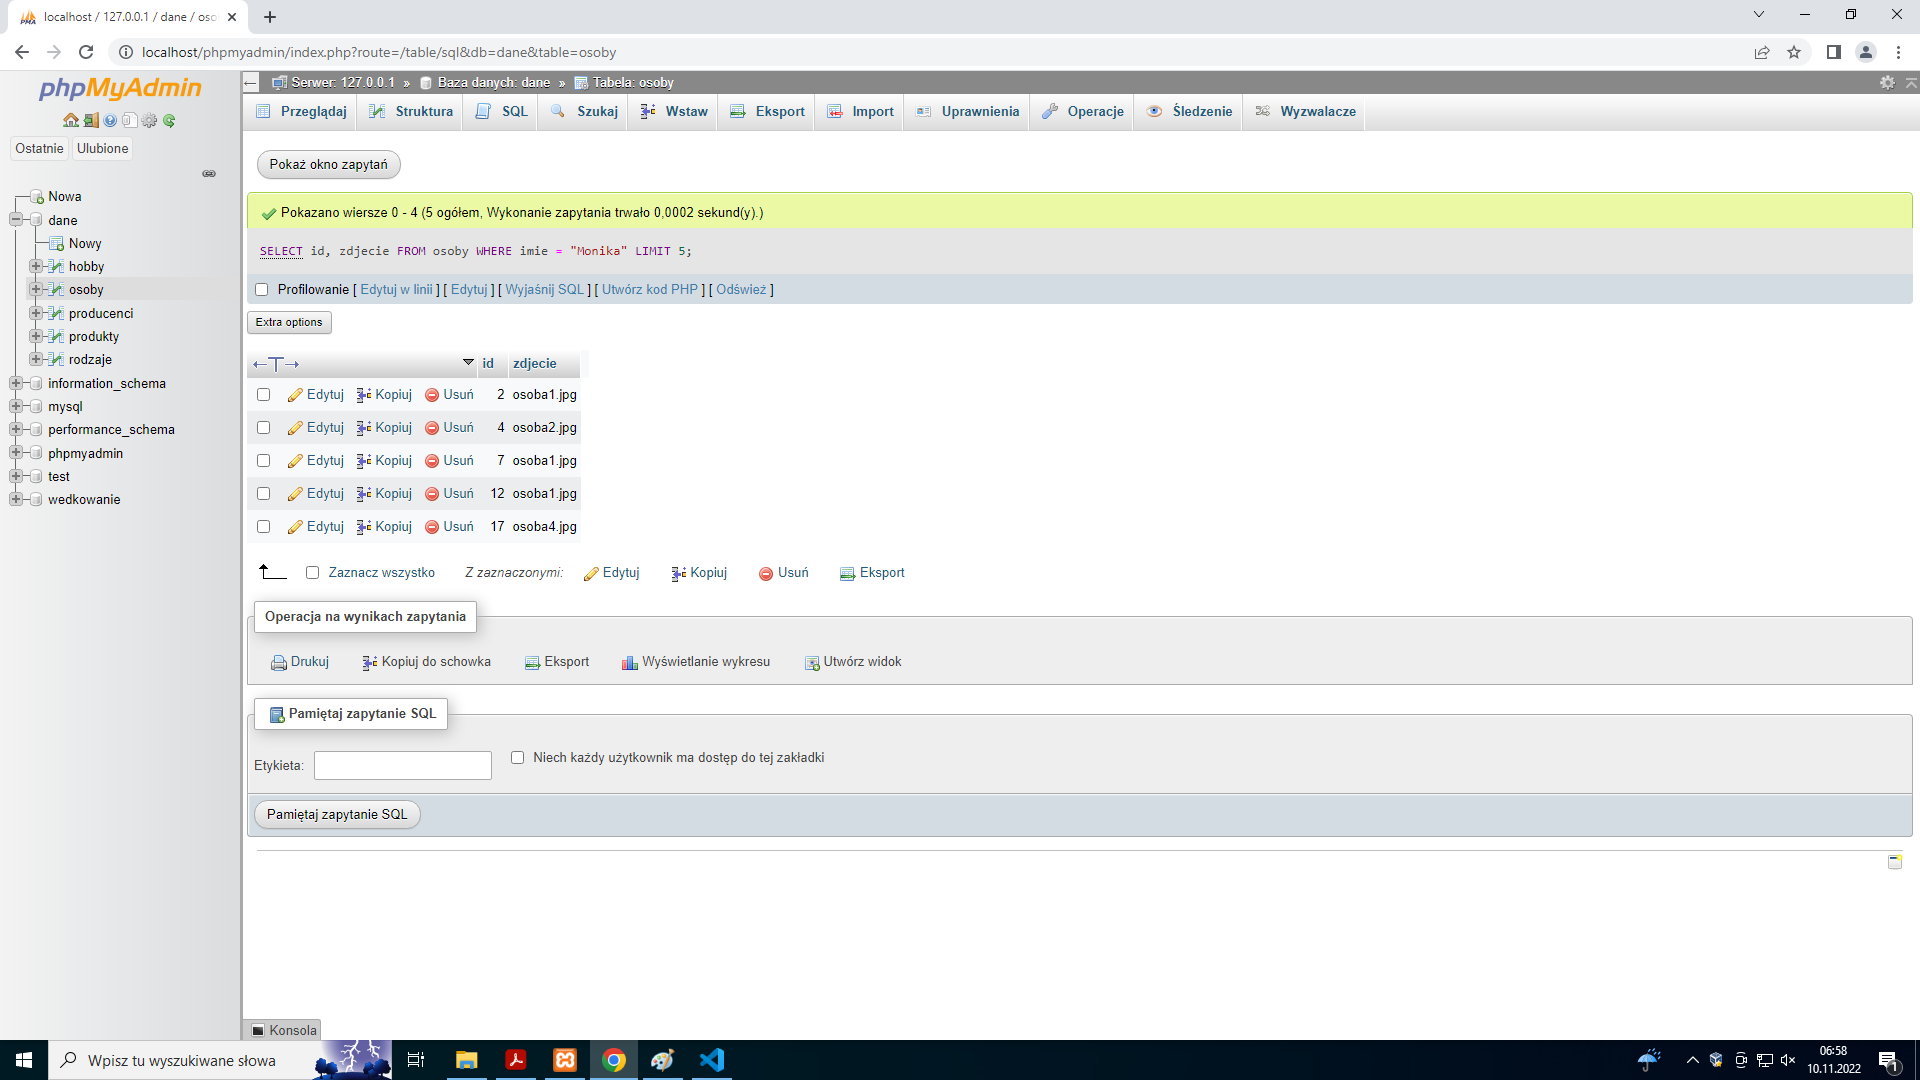 localhost / 127.0.0.1 / dane / oso
localhost/phpmyadmin/index.php?route=/table/sql&db=dane&table=osoby
phpMyAdmin
Ostatnie Ulubione
Nowa
dane
Nowy
hobby
osoby
producenci
produkty
rodzaje
information_schema
mysql
performance_schema
phpmyadmin
test
wedkowanie
Serwer: 127.0.0.1 » Baza danych: dane » Tabela: osoby
Przeglądaj Struktura SQL Szukaj Wstaw Eksport Import Uprawnienia Operacje Śledzenie Wyzwalacze
Pokaż okno zapytań
Pokazano wiersze 0 - 4 (5 ogółem, Wykonanie zapytania trwało 0,0002 sekund(y).)
SELECT id, zdjecie FROM osoby WHERE imie = "Monika" LIMIT 5;
Profilowanie [ Edytuj w linii ] [ Edytuj ] [ Wyjaśnij SQL ] [ Utwórz kod PHP ] [ Odśwież ]
Extra options
←T→ id zdjecie
Edytuj Kopiuj Usuń 2 osoba1.jpg
Edytuj Kopiuj Usuń 4 osoba2.jpg
Edytuj Kopiuj Usuń 7 osoba1.jpg
Edytuj Kopiuj Usuń 12 osoba1.jpg
Edytuj Kopiuj Usuń 17 osoba4.jpg
Zaznacz wszystko Z zaznaczonymi: Edytuj Kopiuj Usuń Eksport
Operacja na wynikach zapytania
Drukuj Kopiuj do schowka Eksport Wyświetlanie wykresu Utwórz widok
Pamiętaj zapytanie SQL
Etykieta: Niech każdy użytkownik ma dostęp do tej zakładki
Pamiętaj zapytanie SQL
Konsola
Wpisz tu wyszukiwane słowa
06:58
10.11.2022
1